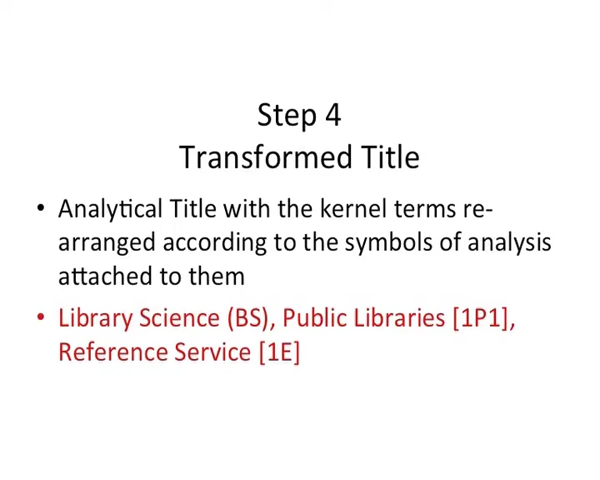 Step 4
Transformed Title
• Analytical Title with the kernel terms re-
arranged according to the symbols of analysis
attached to them
• Library Science (BS), Public Libraries [1P1],
Reference Service [1E]